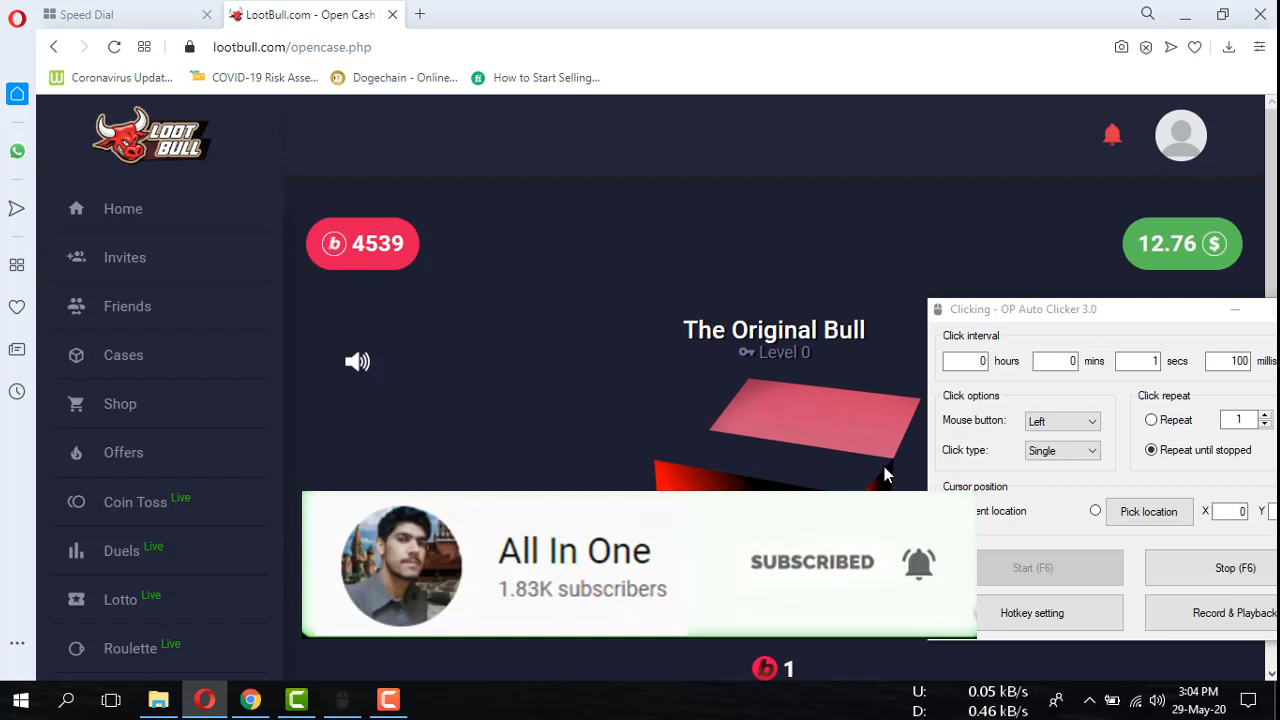 Speed Dial
LootBull.com - Open Cash
lootbull.com/opencase.php
Coronavirus Updat...
COVID-19 Risk Asse...
Dogechain - Online...
How to Start Selling...
LOOT
BULL
Home
Invites
Friends
Cases
Shop
Offers
Coin Toss Live
Duels Live
Lotto Live
Roulette Live
b 4539
12.76 $
The Original Bull
Level 0
Clicking - OP Auto Clicker 3.0
Click interval
0 hours 0 mins 1 secs 100 millis
Click options
Mouse button: Left
Click type: Single
Click repeat
Repeat 1
Repeat until stopped
Cursor position
ent location
Pick location X 0 Y
Start (F6)
Stop (F6)
Hotkey setting
Record & Playback
All In One
1.83K subscribers
SUBSCRIBED
b 1
U: 0.05 kB/s
D: 0.46 kB/s
3:04 PM
29-May-20